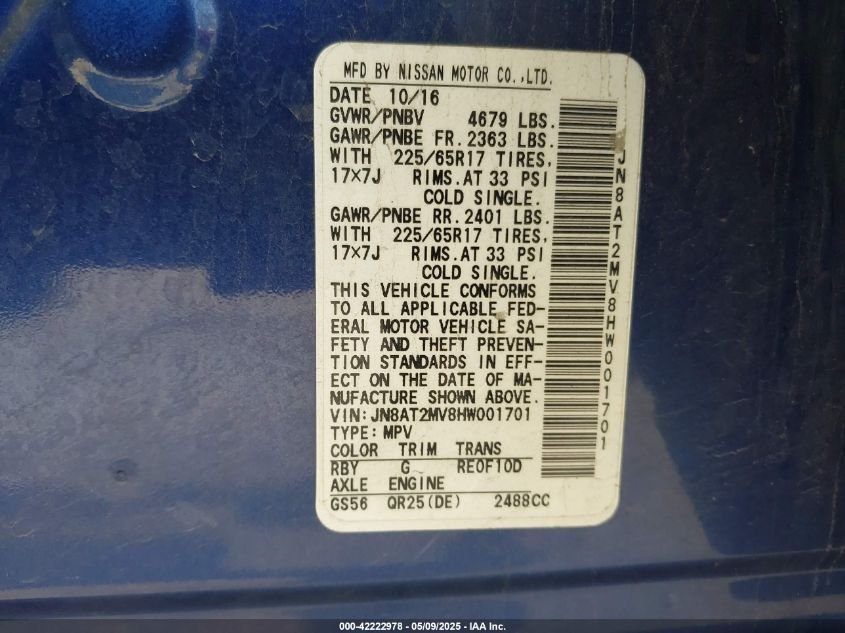 MFD BY NISSAN MOTOR CO.,LTD.
DATE 10/16
GVWR/PNBV 4679 LBS.
GAWR/PNBE FR. 2363 LBS.
WITH 225/65R17 TIRES,
17×7J RIMS. AT 33 PSI
COLD SINGLE.
GAWR/PNBE RR. 2401 LBS.
WITH 225/65R17 TIRES,
17×7J RIMS. AT 33 PSI
COLD SINGLE.
THIS VEHICLE CONFORMS
TO ALL APPLICABLE FED-
ERAL MOTOR VEHICLE SA-
FETY AND THEFT PREVEN-
TION STANDARDS IN EFF-
ECT ON THE DATE OF MA-
NUFACTURE SHOWN ABOVE.
VIN: JN8AT2MV8HW001701
TYPE: MPV
COLOR TRIM TRANS
RBY G REOF10D
AXLE ENGINE
GS56 QR25(DE) 2488CC
JN8AT2MV8HW001701
000-42222978 - 05/09/2025 - IAA Inc.